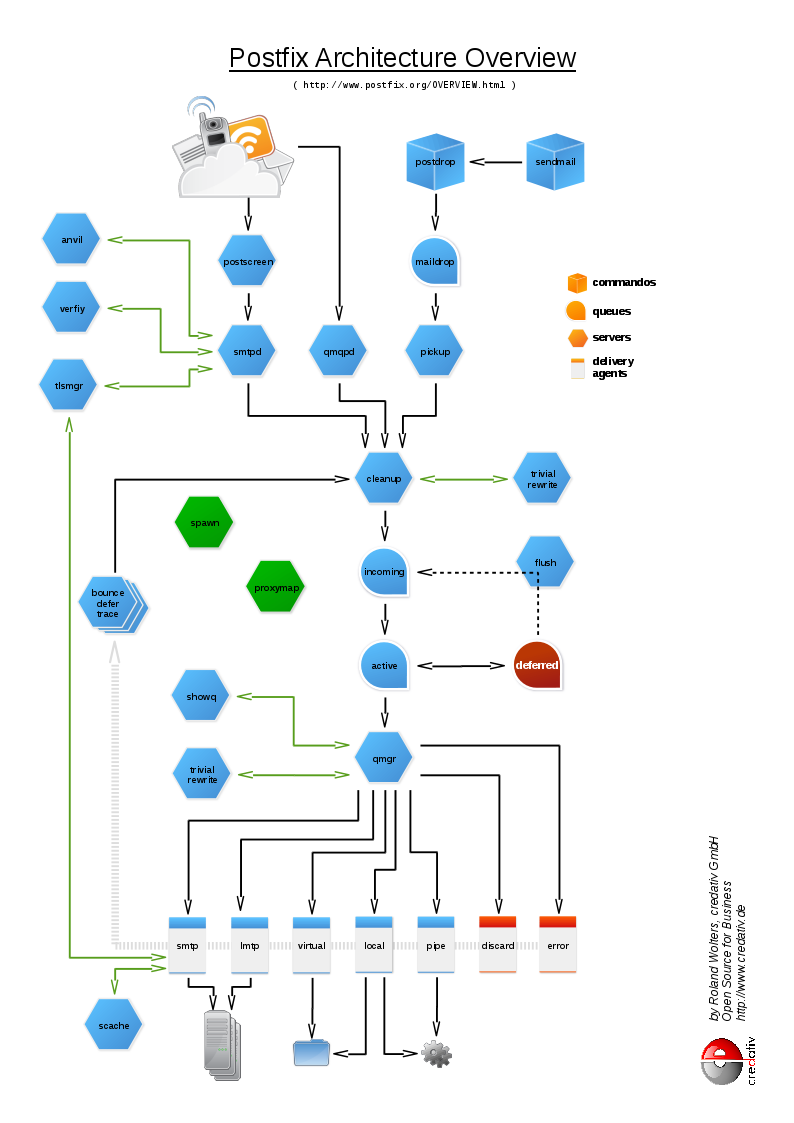 Postfix Architecture Overview
( http://www.postfix.org/OVERVIEW.html )
postdrop
sendmail
anvil
postscreen
maildrop
commandos
verfiy
queues
smtpd
qmqpd
pickup
servers
delivery
agents
tlsmgr
cleanup
trivial
rewrite
spawn
incoming
flush
proxymap
bounce
defer
trace
active
deferred
showq
qmgr
trivial
rewrite
smtp
lmtp
virtual
local
pipe
discard
error
scache
by Roland Wolters, credativ GmbH
Open Source for Business
http://www.credativ.de
credativ